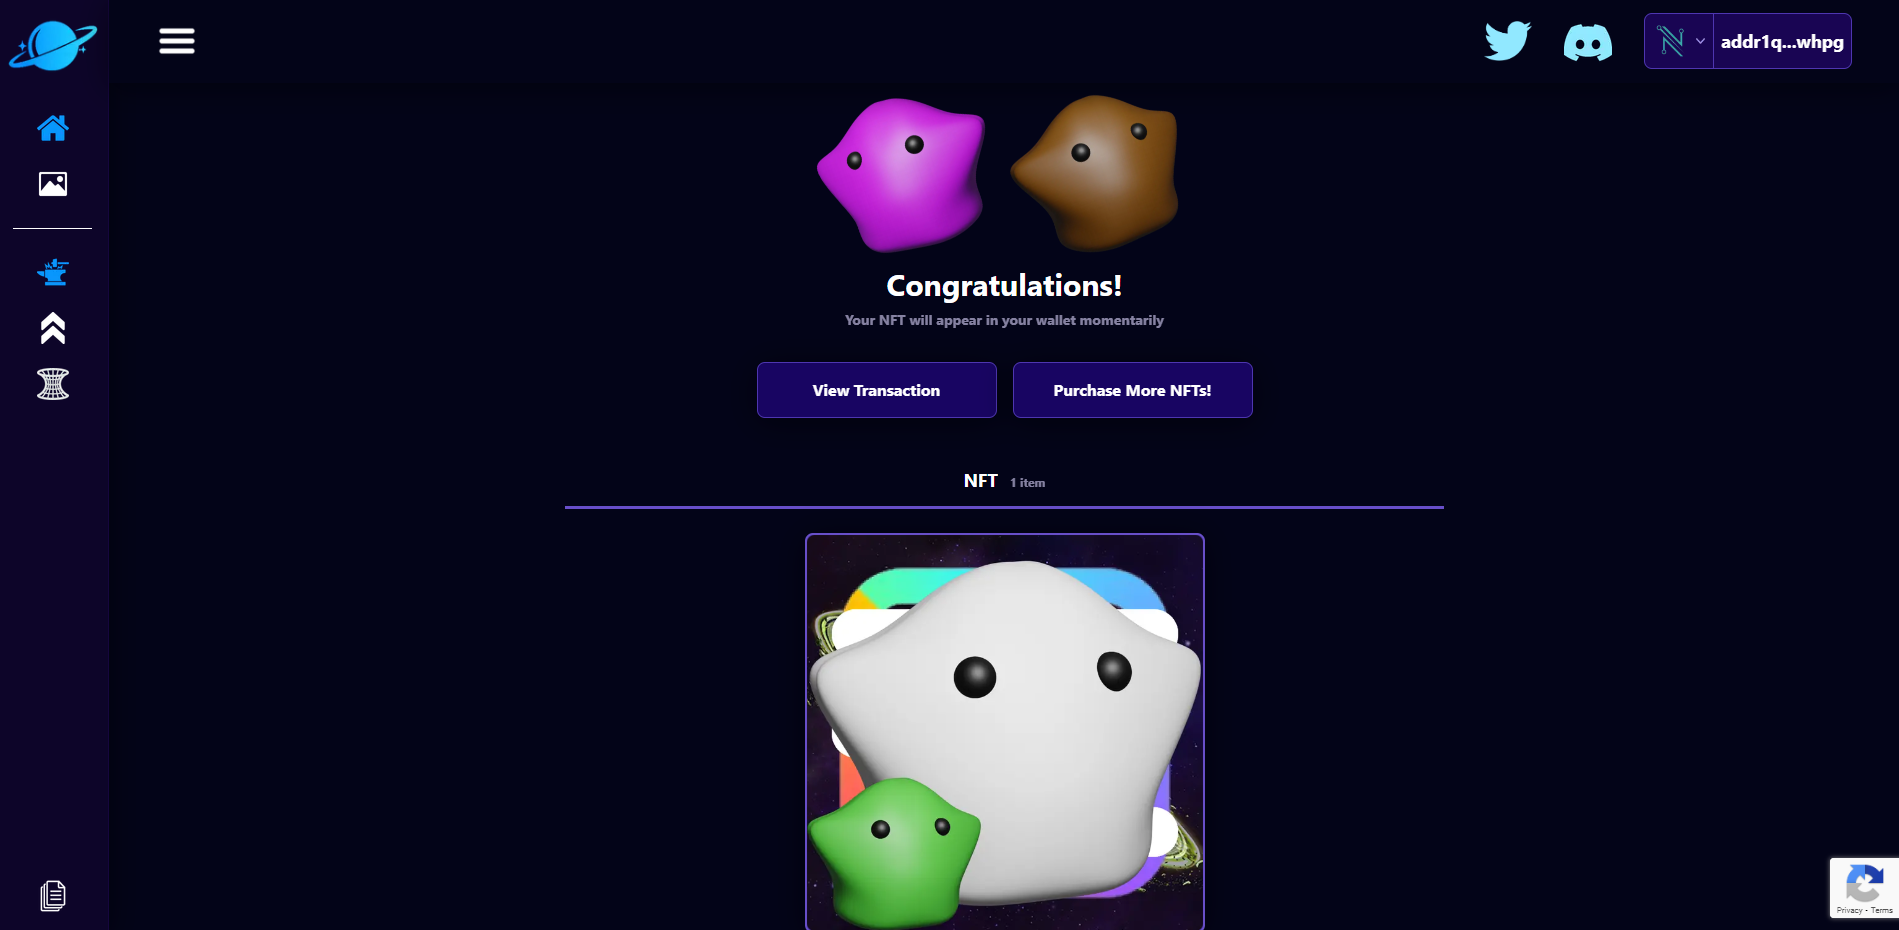 addr1q...whpg
Congratulations!
Your NFT will appear in your wallet momentarily
View Transaction
Purchase More NFTs!
NFT 1 item
Privacy - Terms